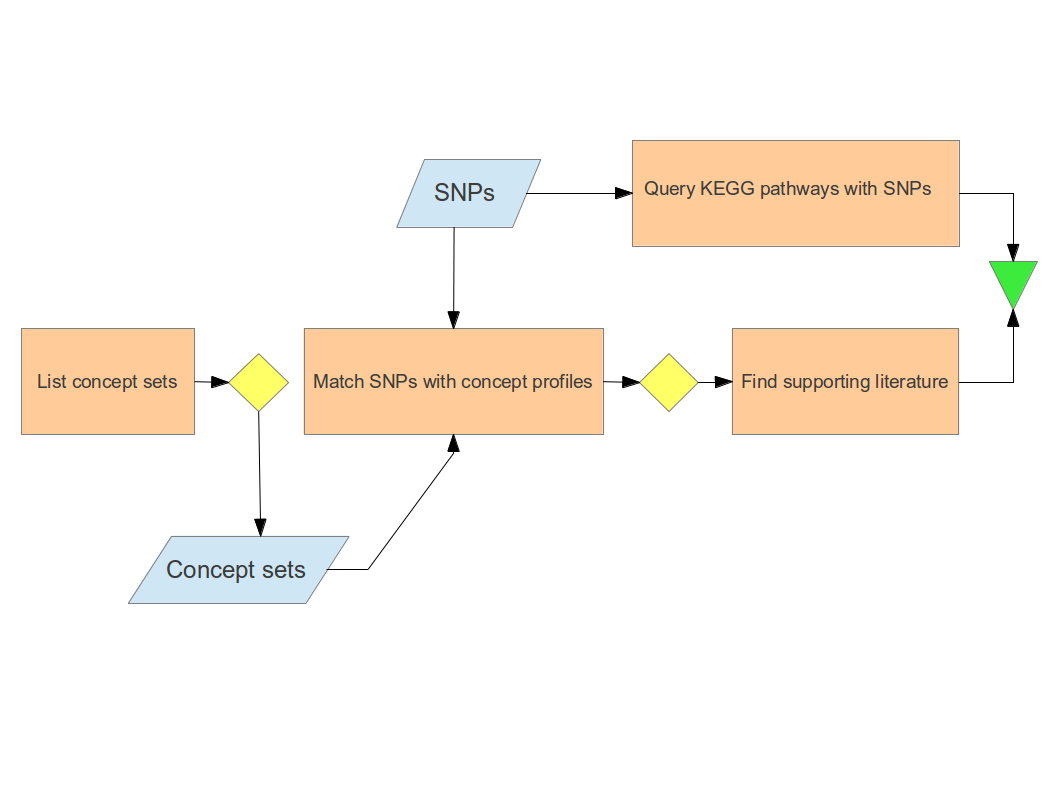 SNPs
Query KEGG pathways with SNPs
List concept sets
Match SNPs with concept profiles
Find supporting literature
Concept sets